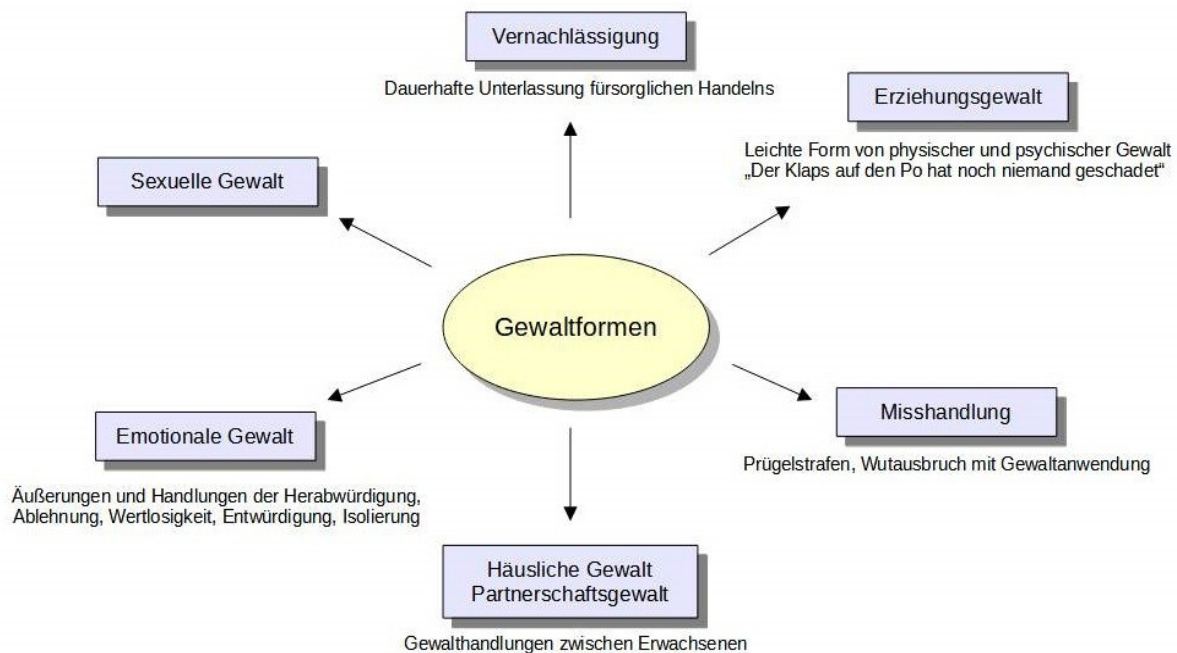 Vernachlässigung
Dauerhafte Unterlassung fürsorglichen Handelns
Erziehungsgewalt
Leichte Form von physischer und psychischer Gewalt
„Der Klaps auf den Po hat noch niemand geschadet“
Sexuelle Gewalt
Gewaltformen
Misshandlung
Prügelstrafen, Wutausbruch mit Gewaltanwendung
Emotionale Gewalt
Äußerungen und Handlungen der Herabwürdigung,
Ablehnung, Wertlosigkeit, Entwürdigung, Isolierung
Häusliche Gewalt
Partnerschaftsgewalt
Gewalthandlungen zwischen Erwachsenen